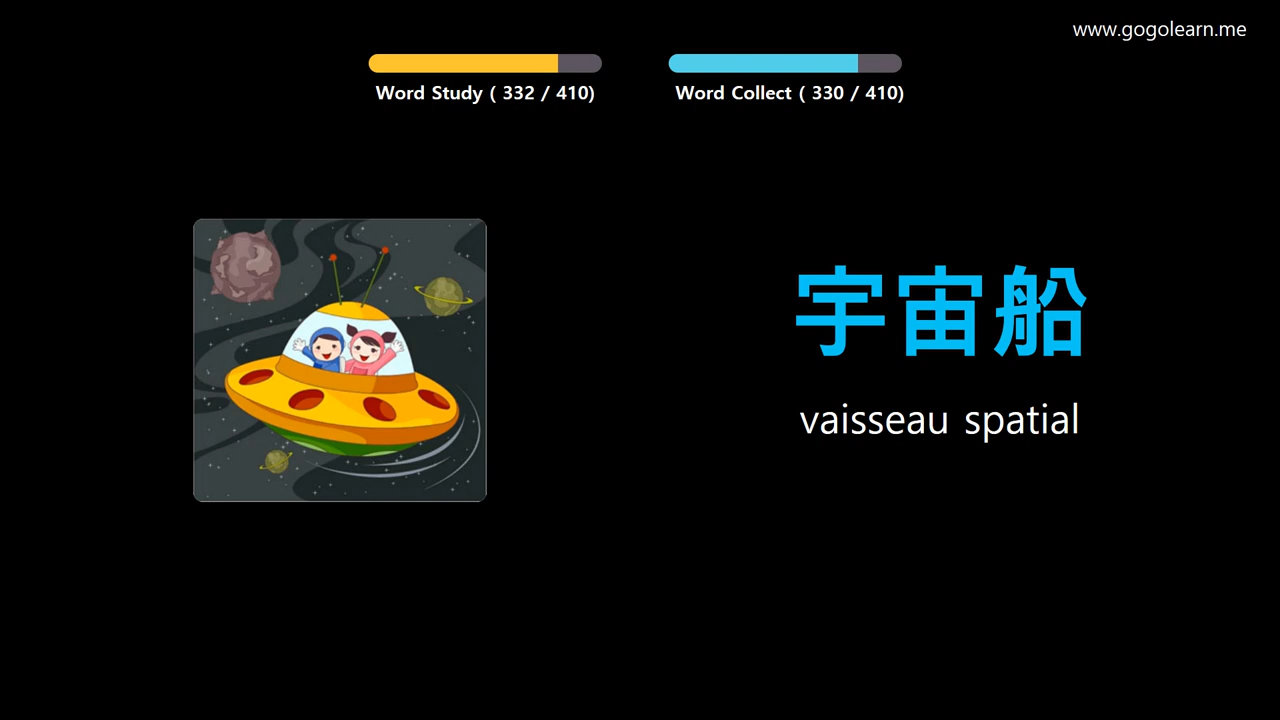 www.gogolearn.me
Word Study ( 332 / 410)
Word Collect ( 330 / 410)
宇宙船
vaisseau spatial